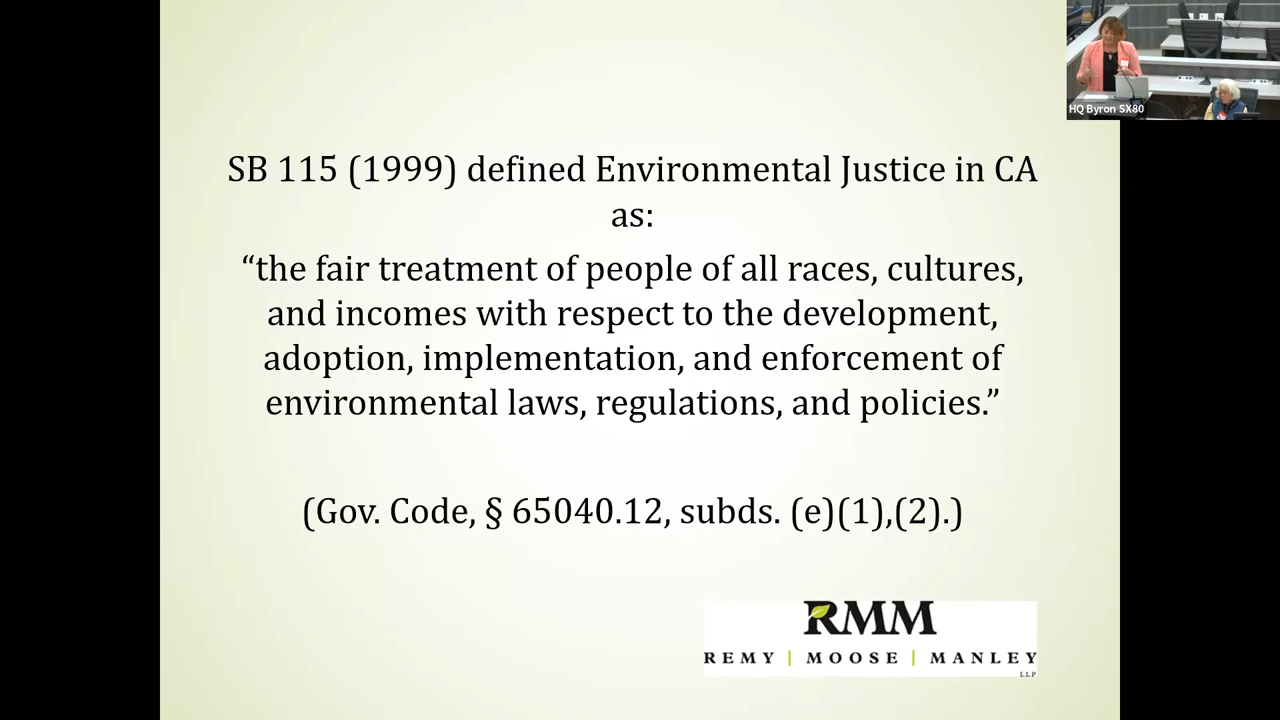 HQ Byron SX80
SB 115 (1999) defined Environmental Justice in CA
as:
“the fair treatment of people of all races, cultures,
and incomes with respect to the development,
adoption, implementation, and enforcement of
environmental laws, regulations, and policies.”
(Gov. Code, § 65040.12, subds. (e)(1),(2).)
RMM
REMY | MOOSE | MANLEY
LLP